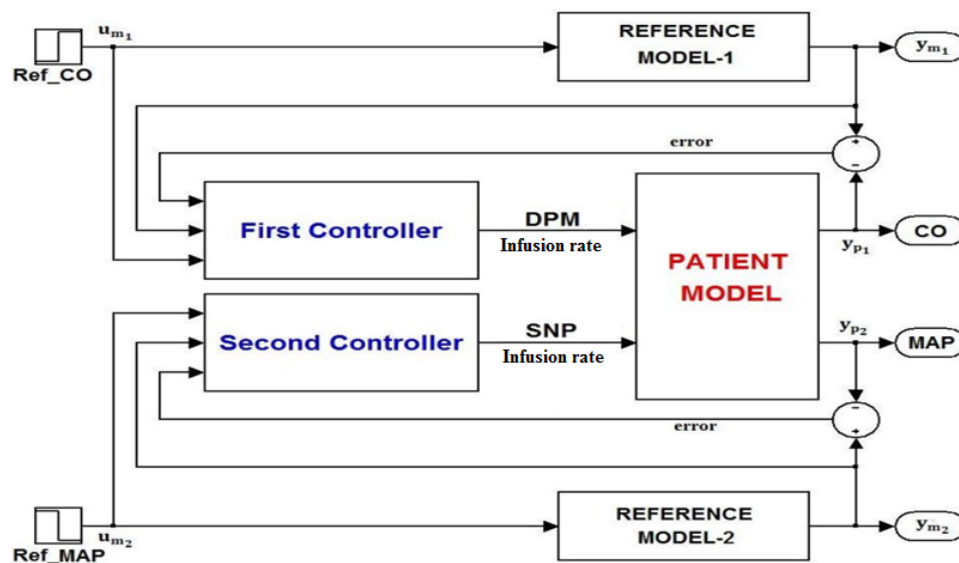 u_m1
REFERENCE
MODEL-1
y_m1
Ref_CO
error
+
−
First Controller
DPM
Infusion rate
PATIENT
MODEL
CO
y_p1
Second Controller
SNP
Infusion rate
y_p2
MAP
−
+
error
REFERENCE
MODEL-2
y_m2
u_m2
Ref_MAP